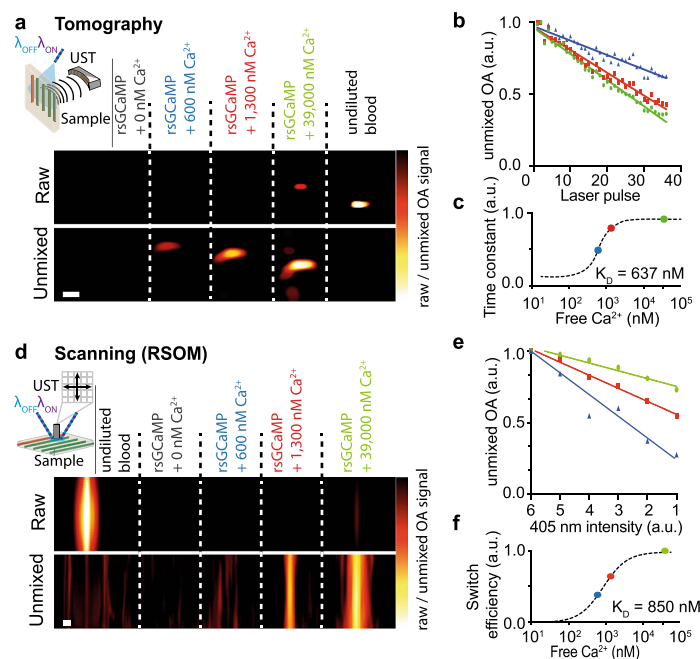 a Tomography
λOFF λON
UST
Sample
rsGCaMP
+ 0 nM Ca²⁺
rsGCaMP
+ 600 nM Ca²⁺
rsGCaMP
+ 1,300 nM Ca²⁺
rsGCaMP
+ 39,000 nM Ca²⁺
undiluted
blood
Raw
Unmixed
raw / unmixed OA signal
b
unmixed OA (a.u.)
1.0
0.5
0.0
0 10 20 30 40
Laser pulse
c
Time constant (a.u.)
1.0
0.0
K_D = 637 nM
10¹ 10² 10³ 10⁴ 10⁵
Free Ca²⁺ (nM)
d Scanning (RSOM)
UST
λOFF λON
Sample
undiluted
blood
rsGCaMP
+ 0 nM Ca²⁺
rsGCaMP
+ 600 nM Ca²⁺
rsGCaMP
+ 1,300 nM Ca²⁺
rsGCaMP
+ 39,000 nM Ca²⁺
Raw
Unmixed
raw / unmixed OA signal
e
unmixed OA (a.u.)
1.0
0.5
0.0
6 5 4 3 2 1
405 nm intensity (a.u.)
f
Switch
efficiency (a.u.)
1.0
0.0
K_D = 850 nM
10¹ 10² 10³ 10⁴ 10⁵
Free Ca²⁺ (nM)